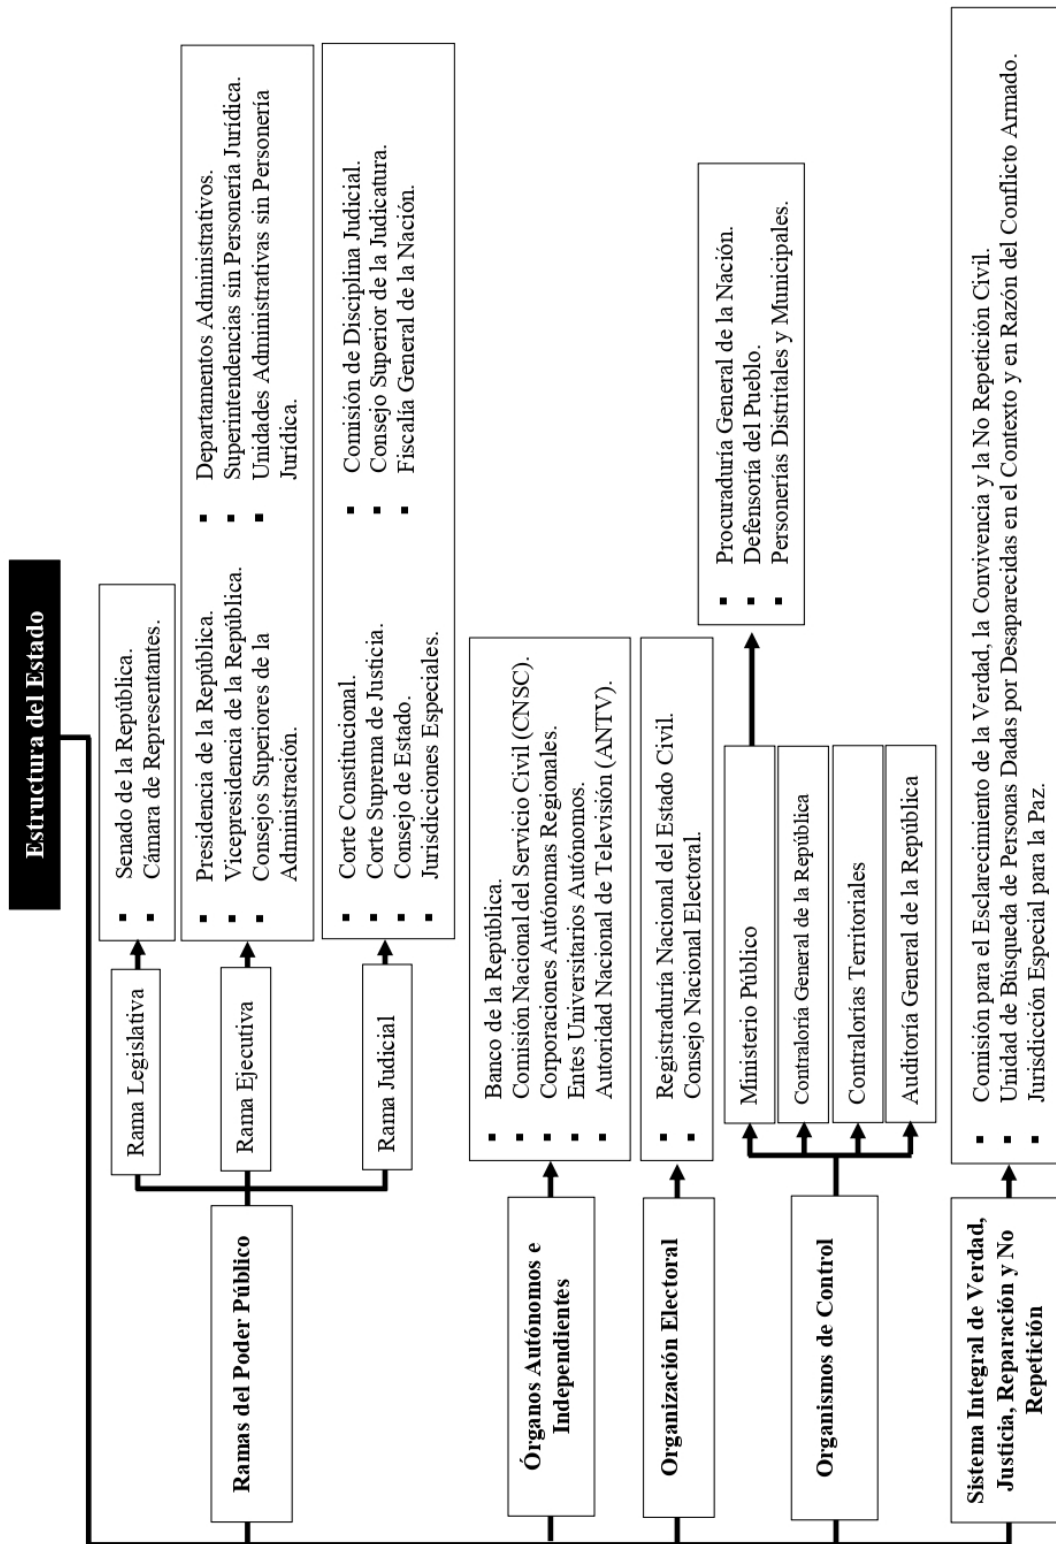 Estructura del Estado
Ramas del Poder Público
Rama Legislativa
▪ Senado de la República.
▪ Cámara de Representantes.
Rama Ejecutiva
▪ Presidencia de la República.
▪ Vicepresidencia de la República.
▪ Consejos Superiores de la
Administración.
▪ Departamentos Administrativos.
▪ Superintendencias sin Personería Jurídica.
▪ Unidades Administrativas sin Personería
Jurídica.
Rama Judicial
▪ Corte Constitucional.
▪ Corte Suprema de Justicia.
▪ Consejo de Estado.
▪ Jurisdicciones Especiales.
▪ Comisión de Disciplina Judicial.
▪ Consejo Superior de la Judicatura.
▪ Fiscalía General de la Nación.
Órganos Autónomos e
Independientes
▪ Banco de la República.
▪ Comisión Nacional del Servicio Civil (CNSC).
▪ Corporaciones Autónomas Regionales.
▪ Entes Universitarios Autónomos.
▪ Autoridad Nacional de Televisión (ANTV).
Organización Electoral
▪ Registraduría Nacional del Estado Civil.
▪ Consejo Nacional Electoral.
Organismos de Control
Ministerio Público
▪ Procuraduría General de la Nación.
▪ Defensoría del Pueblo.
▪ Personerías Distritales y Municipales.
Contraloría General de la República
Contralorías Territoriales
Auditoría General de la República
Sistema Integral de Verdad,
Justicia, Reparación y No
Repetición
▪ Comisión para el Esclarecimiento de la Verdad, la Convivencia y la No Repetición Civil.
▪ Unidad de Búsqueda de Personas Dadas por Desaparecidas en el Contexto y en Razón del Conflicto Armado.
▪ Jurisdicción Especial para la Paz.